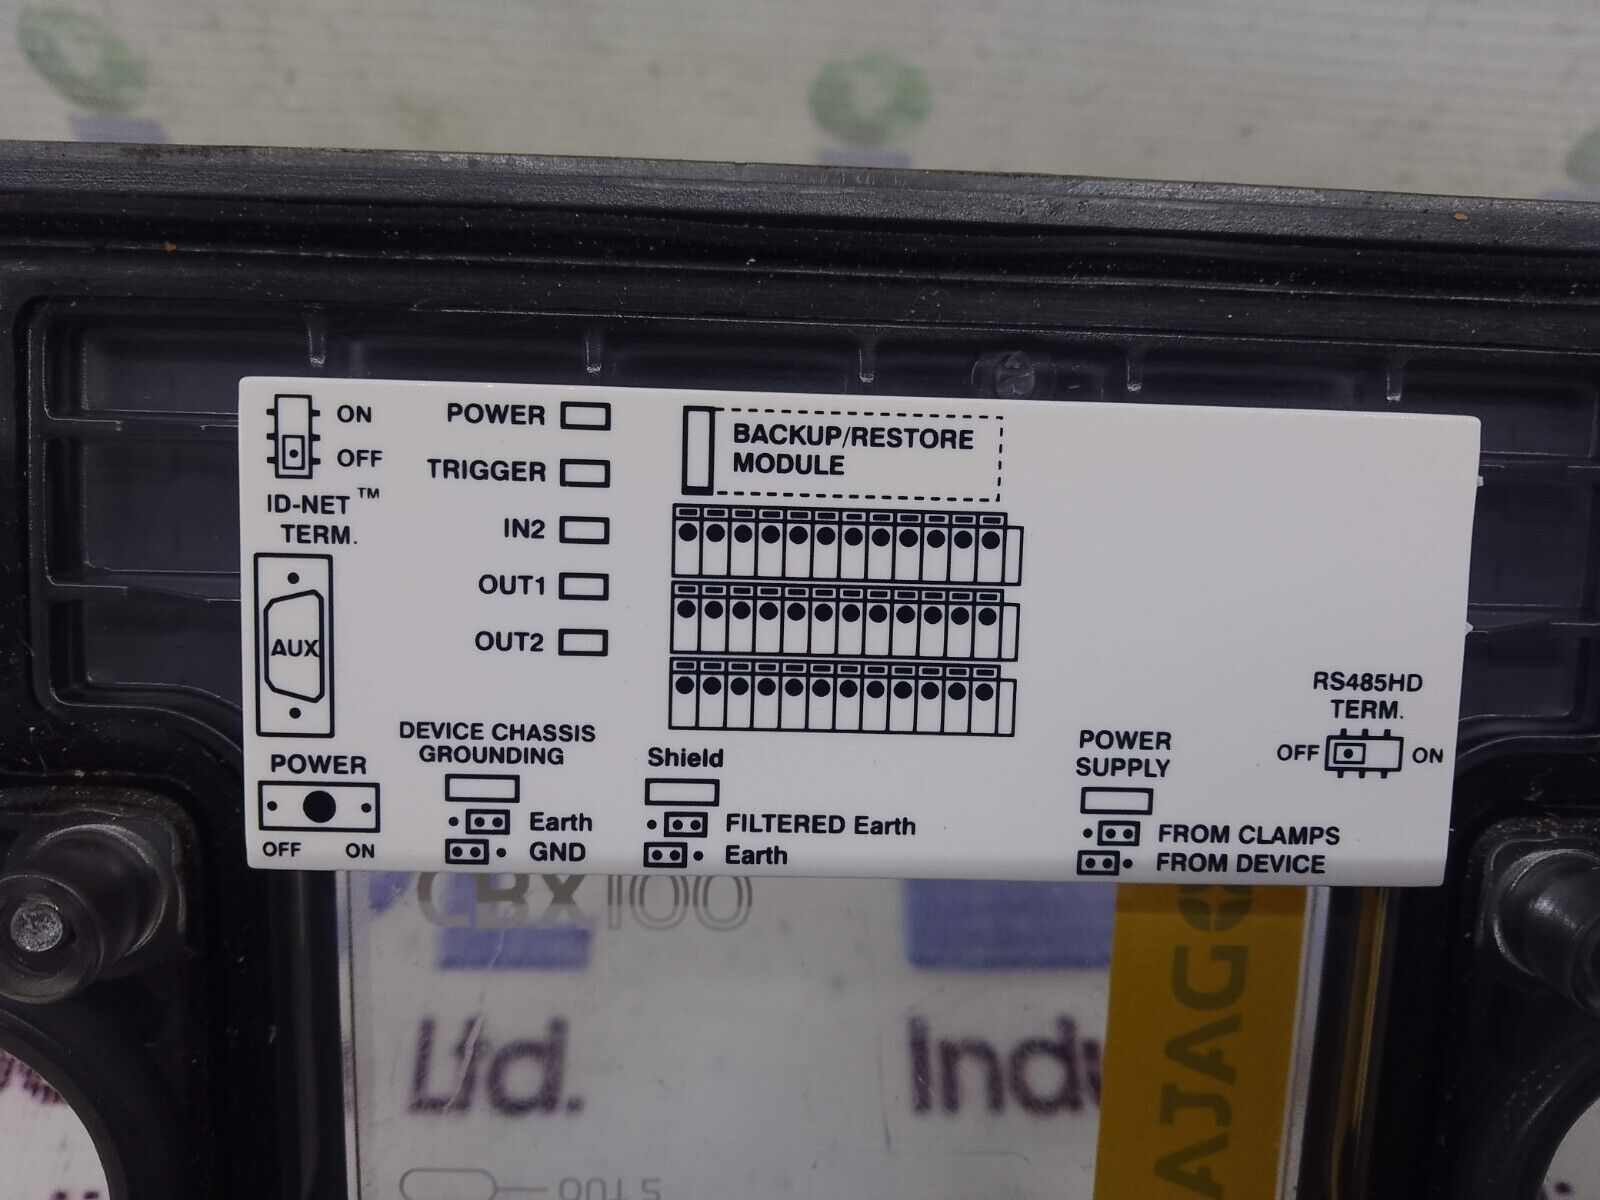 ON
OFF
ID-NET™
TERM.
AUX
POWER
OFF ON
POWER
TRIGGER
IN2
OUT1
OUT2
BACKUP/RESTORE
MODULE
DEVICE CHASSIS
GROUNDING
Earth
GND
Shield
FILTERED Earth
Earth
POWER
SUPPLY
FROM CLAMPS
FROM DEVICE
RS485HD
TERM.
OFF ON
CBX100
Ltd.